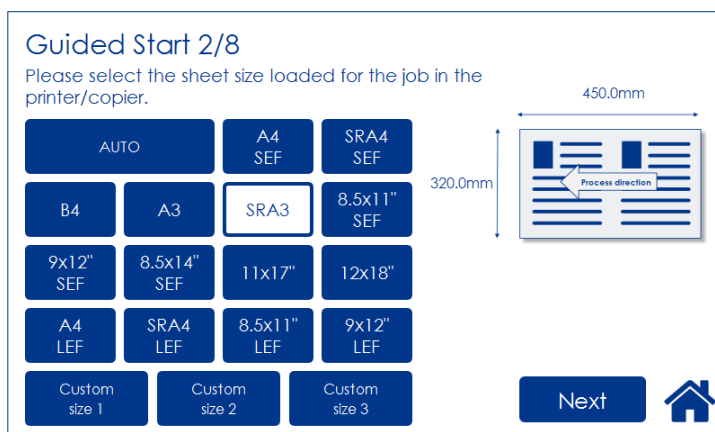 Guided Start 2/8
Please select the sheet size loaded for the job in the
printer/copier.
450.0mm
320.0mm
Process direction
AUTO
A4
SEF
SRA4
SEF
B4
A3
SRA3
8.5x11"
SEF
9x12"
SEF
8.5x14"
SEF
11x17"
12x18"
A4
LEF
SRA4
LEF
8.5x11"
LEF
9x12"
LEF
Custom
size 1
Custom
size 2
Custom
size 3
Next